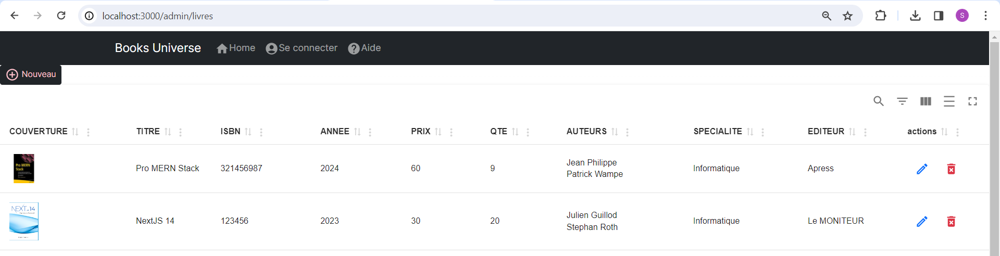 localhost:3000/admin/livres
S
Books Universe Home Se connecter Aide
Nouveau
COUVERTURE TITRE ISBN ANNEE PRIX QTE AUTEURS SPECIALITE EDITEUR actions
Pro MERN
Stack
Pro MERN Stack 321456987 2024 60 9 Jean Philippe Patrick Wampe Informatique Apress
NEXT 14
NextJS 14 123456 2023 30 20 Julien Guillod Stephan Roth Informatique Le MONITEUR